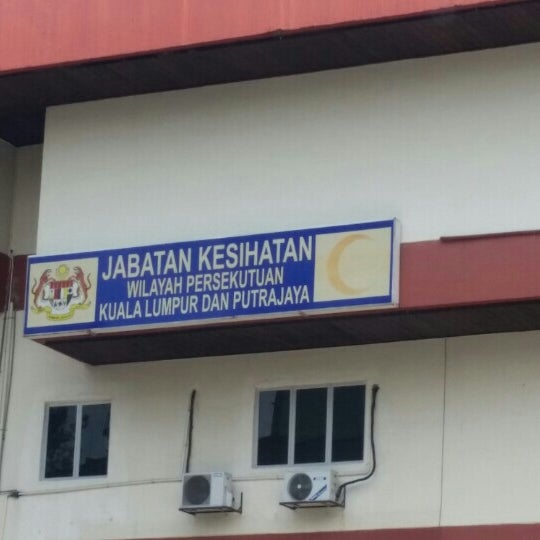 JABATAN KESIHATAN
WILAYAH PERSEKUTUAN
KUALA LUMPUR DAN PUTRAJAYA